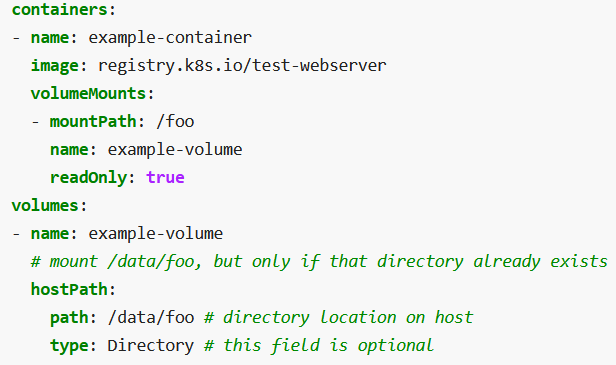 containers:
- name: example-container
  image: registry.k8s.io/test-webserver
  volumeMounts:
  - mountPath: /foo
    name: example-volume
    readOnly: true
volumes:
- name: example-volume
  # mount /data/foo, but only if that directory already exists
  hostPath:
    path: /data/foo # directory location on host
    type: Directory # this field is optional